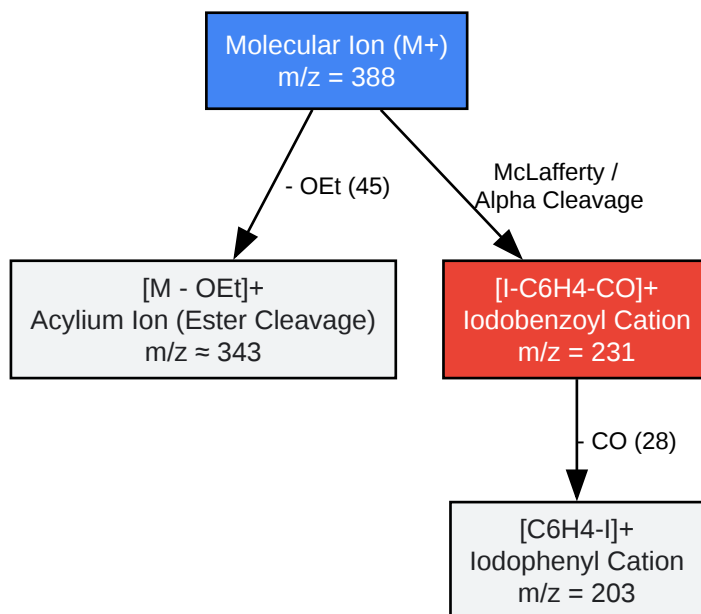 Molecular Ion (M+)
m/z = 388
- OEt (45)
McLafferty /
Alpha Cleavage
[M - OEt]+
Acylium Ion (Ester Cleavage)
m/z ≈ 343
[I-C6H4-CO]+
Iodobenzoyl Cation
m/z = 231
- CO (28)
[C6H4-I]+
Iodophenyl Cation
m/z = 203